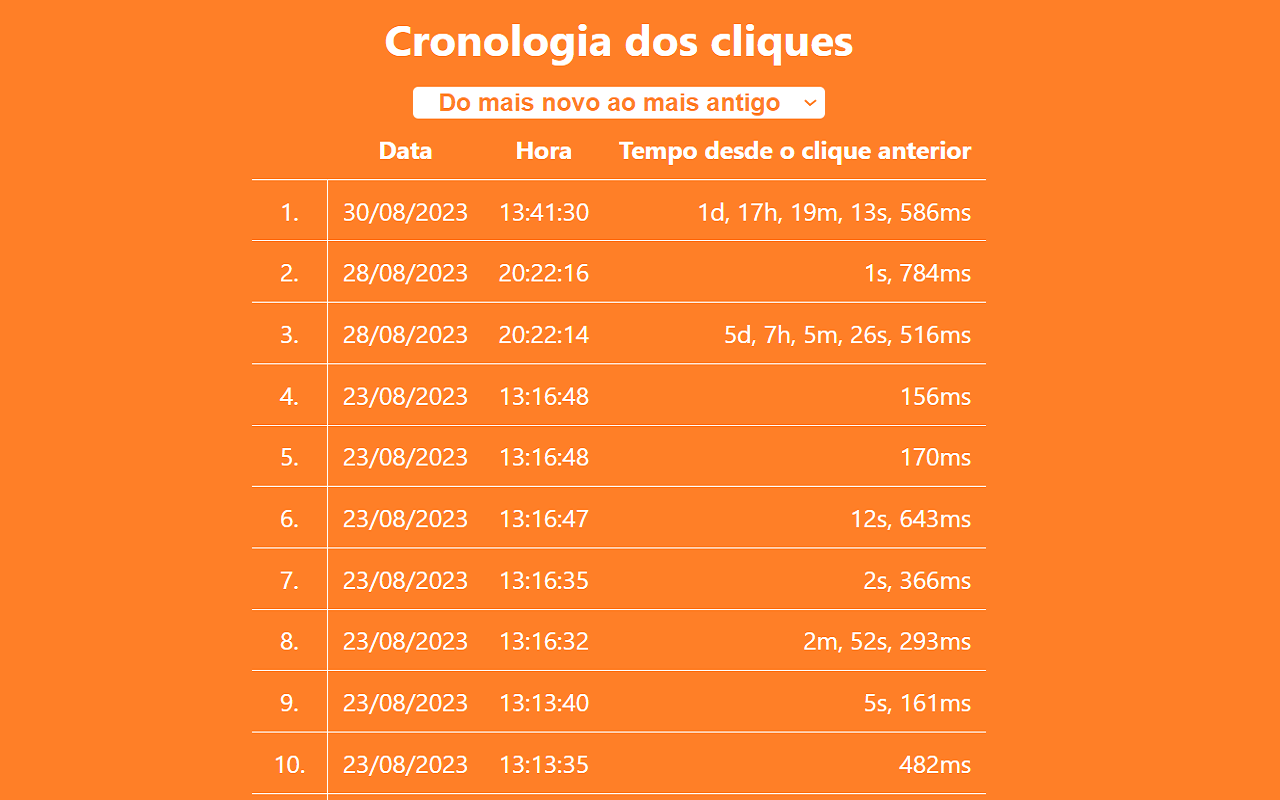 Cronologia dos cliques
Do mais novo ao mais antigo
Data Hora Tempo desde o clique anterior
1. 30/08/2023 13:41:30 1d, 17h, 19m, 13s, 586ms
2. 28/08/2023 20:22:16 1s, 784ms
3. 28/08/2023 20:22:14 5d, 7h, 5m, 26s, 516ms
4. 23/08/2023 13:16:48 156ms
5. 23/08/2023 13:16:48 170ms
6. 23/08/2023 13:16:47 12s, 643ms
7. 23/08/2023 13:16:35 2s, 366ms
8. 23/08/2023 13:16:32 2m, 52s, 293ms
9. 23/08/2023 13:13:40 5s, 161ms
10. 23/08/2023 13:13:35 482ms